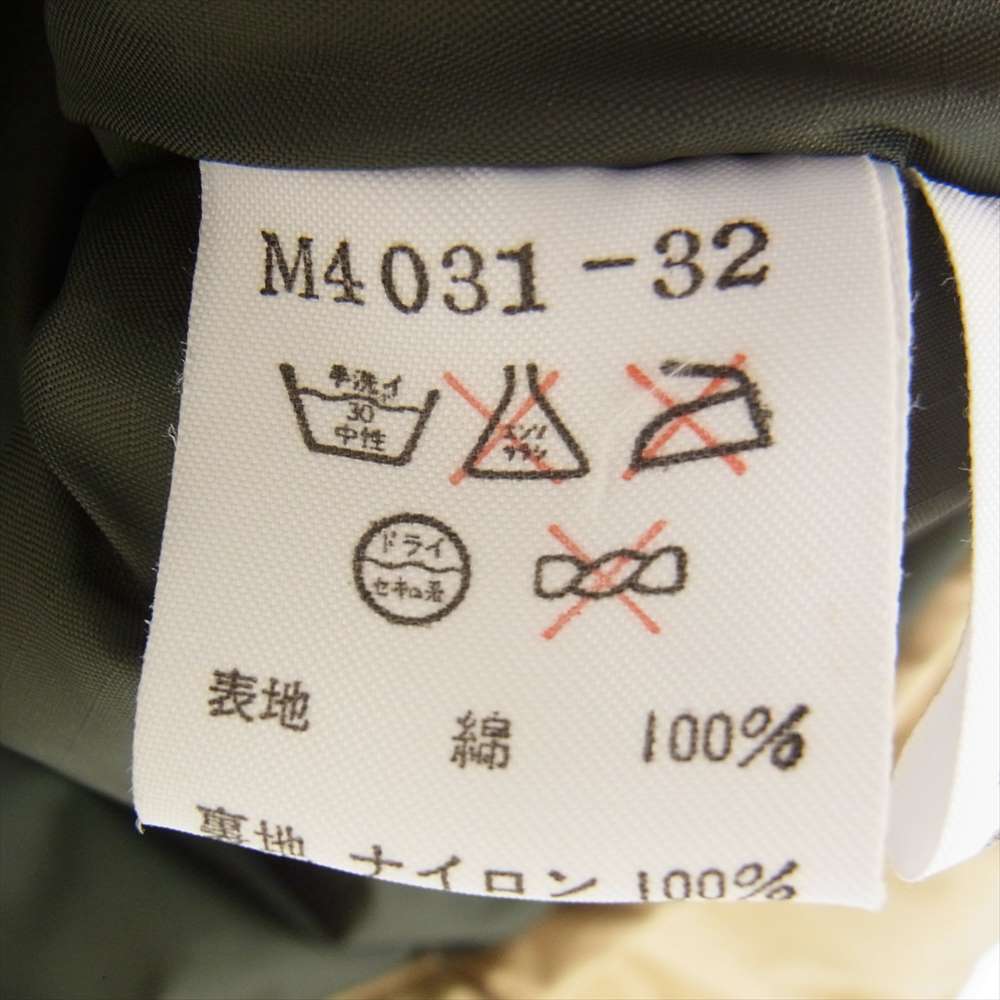 M4031-32
手洗イ
30
中性
エンソ
サラシ
ドライ
セキユ系
表地 綿 100%
裏地 ナイロン 100%